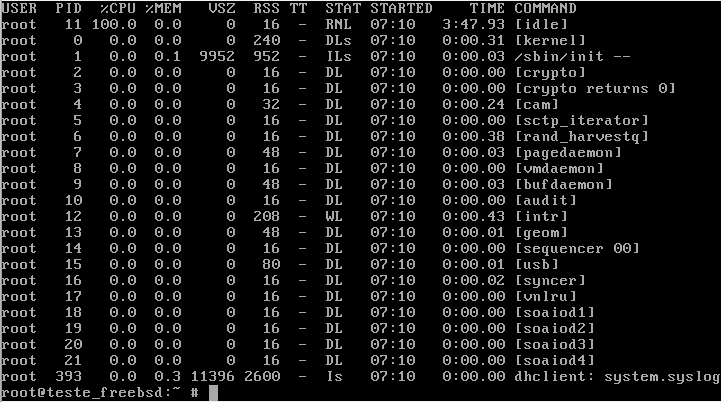 USER PID %CPU %MEM VSZ RSS TT STAT STARTED TIME COMMAND
root 11 100.0 0.0 0 16 - RNL 07:10 3:47.93 [idle]
root 0 0.0 0.0 0 240 - DLs 07:10 0:00.31 [kernel]
root 1 0.0 0.1 9952 952 - ILs 07:10 0:00.03 /sbin/init --
root 2 0.0 0.0 0 16 - DL 07:10 0:00.00 [crypto]
root 3 0.0 0.0 0 16 - DL 07:10 0:00.00 [crypto returns 0]
root 4 0.0 0.0 0 32 - DL 07:10 0:00.24 [cam]
root 5 0.0 0.0 0 16 - DL 07:10 0:00.00 [sctp_iterator]
root 6 0.0 0.0 0 16 - DL 07:10 0:00.38 [rand_harvestq]
root 7 0.0 0.0 0 48 - DL 07:10 0:00.03 [pagedaemon]
root 8 0.0 0.0 0 16 - DL 07:10 0:00.00 [vmdaemon]
root 9 0.0 0.0 0 48 - DL 07:10 0:00.03 [bufdaemon]
root 10 0.0 0.0 0 16 - DL 07:10 0:00.00 [audit]
root 12 0.0 0.0 0 208 - WL 07:10 0:00.43 [intr]
root 13 0.0 0.0 0 48 - DL 07:10 0:00.01 [geom]
root 14 0.0 0.0 0 16 - DL 07:10 0:00.00 [sequencer 00]
root 15 0.0 0.0 0 80 - DL 07:10 0:00.01 [usb]
root 16 0.0 0.0 0 16 - DL 07:10 0:00.02 [syncer]
root 17 0.0 0.0 0 16 - DL 07:10 0:00.00 [vnlru]
root 18 0.0 0.0 0 16 - DL 07:10 0:00.00 [soaiod1]
root 19 0.0 0.0 0 16 - DL 07:10 0:00.00 [soaiod2]
root 20 0.0 0.0 0 16 - DL 07:10 0:00.00 [soaiod3]
root 21 0.0 0.0 0 16 - DL 07:10 0:00.00 [soaiod4]
root 393 0.0 0.3 11396 2600 - Is 07:10 0:00.00 dhclient: system.syslog
root@teste_freebsd:~ #